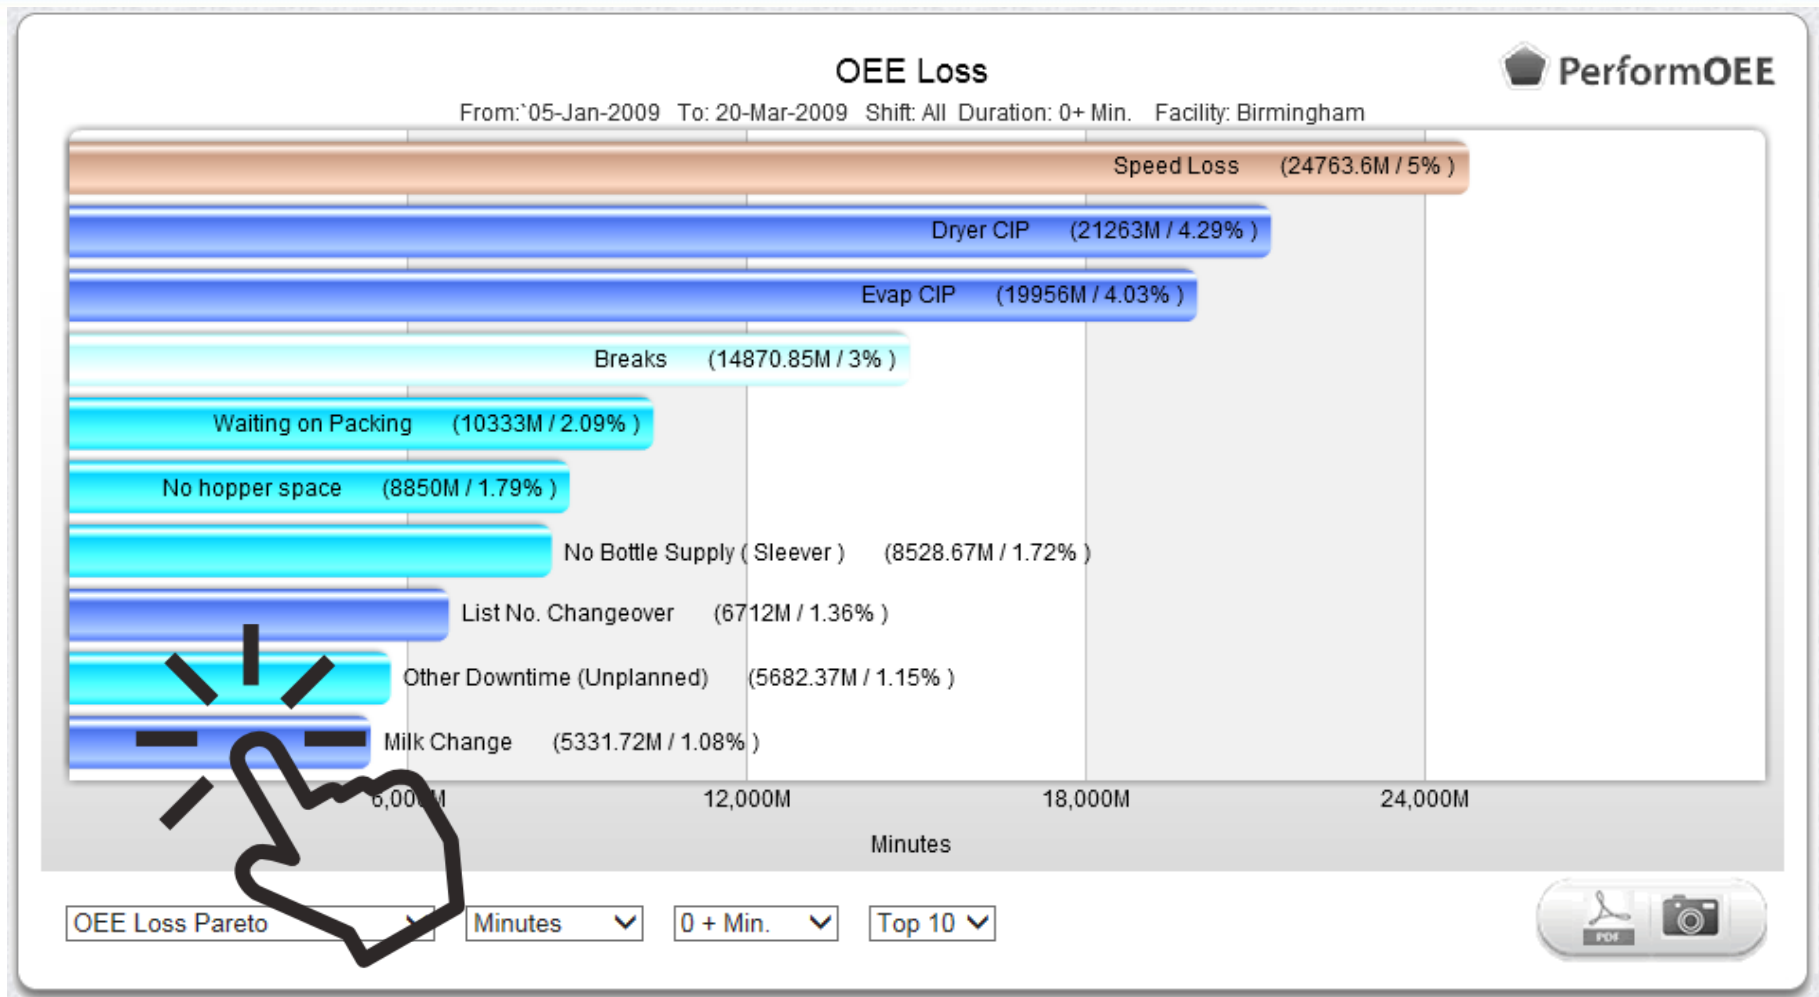 OEE Loss
PerformOEE
From:`05-Jan-2009 To: 20-Mar-2009 Shift: All Duration: 0+ Min. Facility: Birmingham
Speed Loss (24763.6M / 5% )
Dryer CIP (21263M / 4.29% )
Evap CIP (19956M / 4.03% )
Breaks (14870.85M / 3% )
Waiting on Packing (10333M / 2.09% )
No hopper space (8850M / 1.79% )
No Bottle Supply ( Sleever ) (8528.67M / 1.72% )
List No. Changeover (6712M / 1.36% )
Other Downtime (Unplanned) (5682.37M / 1.15% )
Milk Change (5331.72M / 1.08% )
6,000M 12,000M 18,000M 24,000M
Minutes
OEE Loss Pareto Minutes 0 + Min. Top 10
PDF